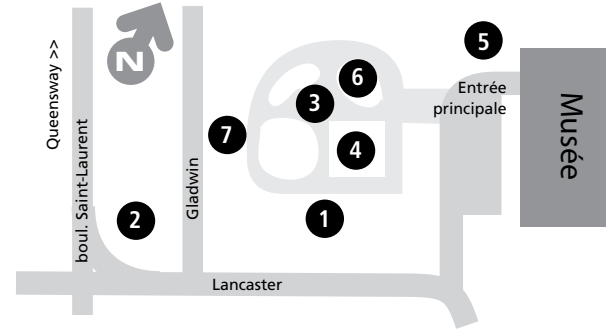 Queensway >>
boul. Saint-Laurent
N
2
Gladwin
7
6
3
4
1
5
Entrée
principale
Musée
Lancaster